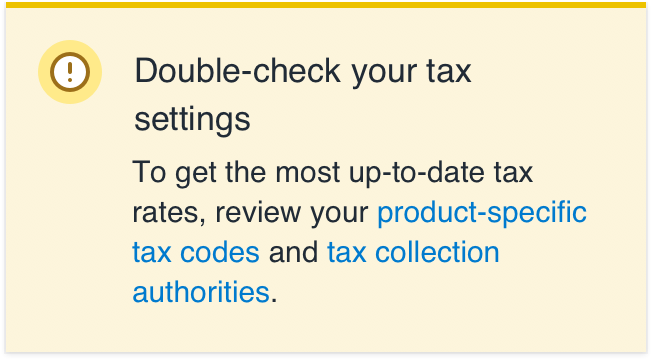 Double-check your tax
settings
To get the most up-to-date tax
rates, review your product-specific
tax codes and tax collection
authorities.